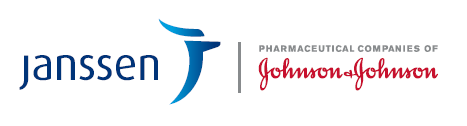 janssen
PHARMACEUTICAL COMPANIES OF
Johnson & Johnson